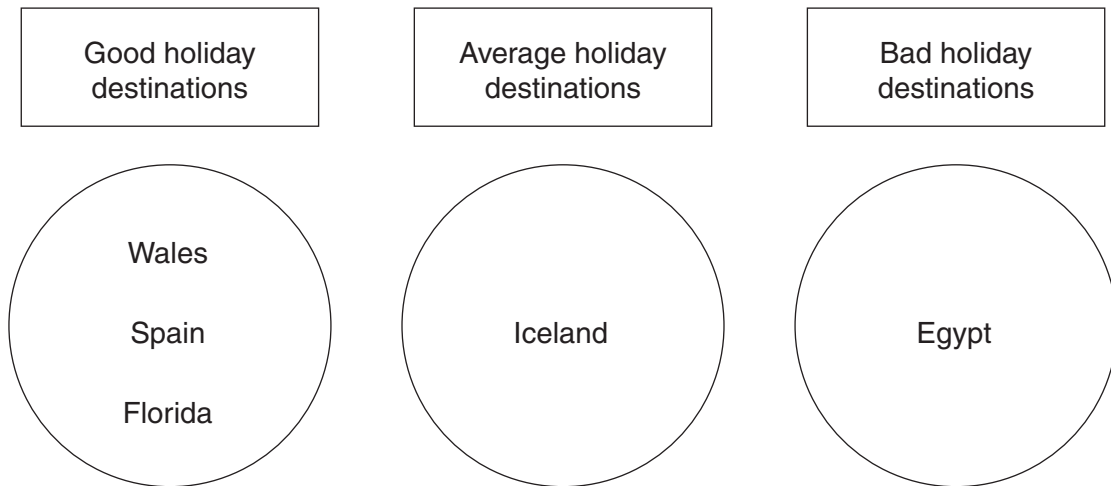 Good holiday
destinations
Average holiday
destinations
Bad holiday
destinations
Wales
Spain
Florida
Iceland
Egypt